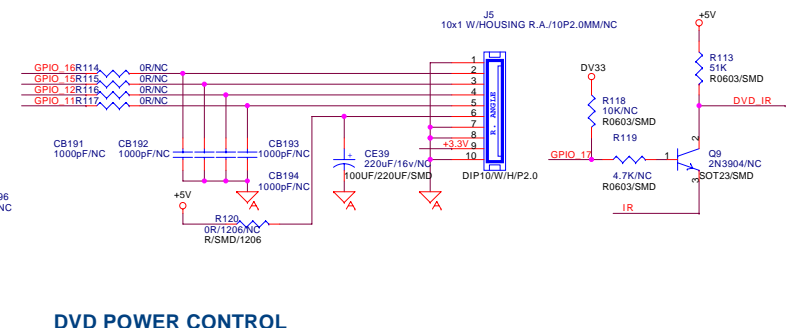 J5
10x1 W/HOUSING R.A./10P2.0MM/NC
+5V
GPIO_16 R114 0R/NC
GPIO_15 R115 0R/NC
GPIO_12 R116 0R/NC
GPIO_11 R117 0R/NC
1
2
3
4
5
6
7
8
+3.3V 9
10
R. ANGLE
DIP10/W/H/P2.0
DV33
R113
51K
R0603/SMD
DVD_IR
R118
10K/NC
R0603/SMD
R119
GPIO_17
4.7K/NC
R0603/SMD
1
2
3
Q9
2N3904/NC
SOT23/SMD
IR
CB191
1000pF/NC
CB192
1000pF/NC
CB193
1000pF/NC
CB194
1000pF/NC
+
CE39
220uF/16v/NC
100UF/220UF/SMD
A
A
A
+5V
R120
0R/1206/NC
R/SMD/1206
96
NC
DVD POWER CONTROL